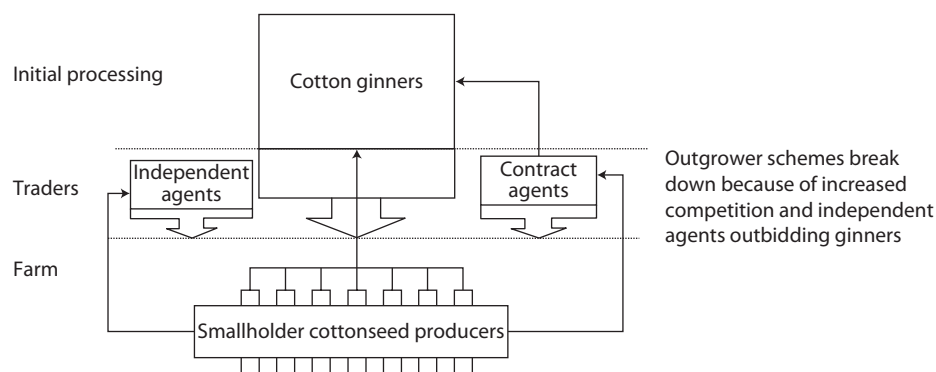 Initial processing
Cotton ginners
Traders
Independent
agents
Contract
agents
Outgrower schemes break
down because of increased
competition and independent
agents outbidding ginners
Farm
Smallholder cottonseed producers